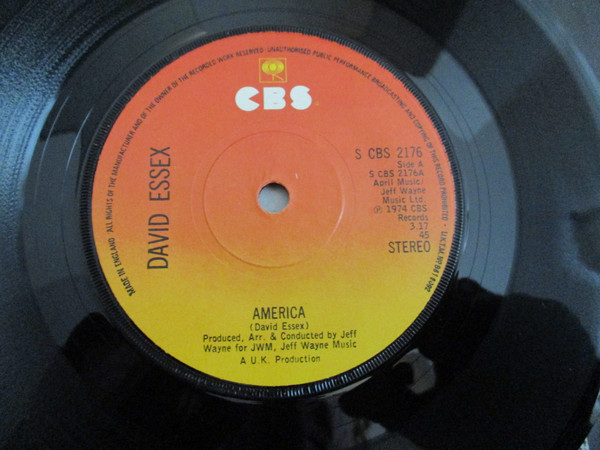 MADE IN ENGLAND ·ALL RIGHTS OF THE MANUFACTURER AND OF THE OWNER OF THE RECORDED WORK RESERVED· UNAUTHORISED PUBLIC PERFORMANCE BROADCASTING AND COPYING OF THIS RECORD PROHIBITED ·
CBS
DAVID ESSEX
S CBS 2176
Side A
S CBS 2176A
April Music/
Jeff Wayne
Music Ltd.
℗ 1974 CBS
Records
3.17
45
STEREO
AMERICA
(David Essex)
Produced, Arr. & Conducted by Jeff
Wayne for JWM, Jeff Wayne Music
A U.K. Production